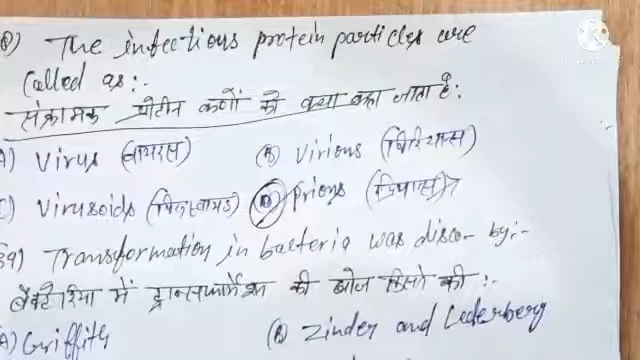 Q) The infectious protein particles are
Called as:-
संक्रामक प्रोटीन कणों को क्या कहा जाता है:
A) Virus (वायरस) (B) Virions (विरियान्स)
C) Virusoids (D) Prions
89) Transformation in bacteria was disco- by:-
बैक्टीरिया में ट्रान्सफार्मेशन की खोज किसने की:-
A) Griffith (B) Zinder and Lederberg